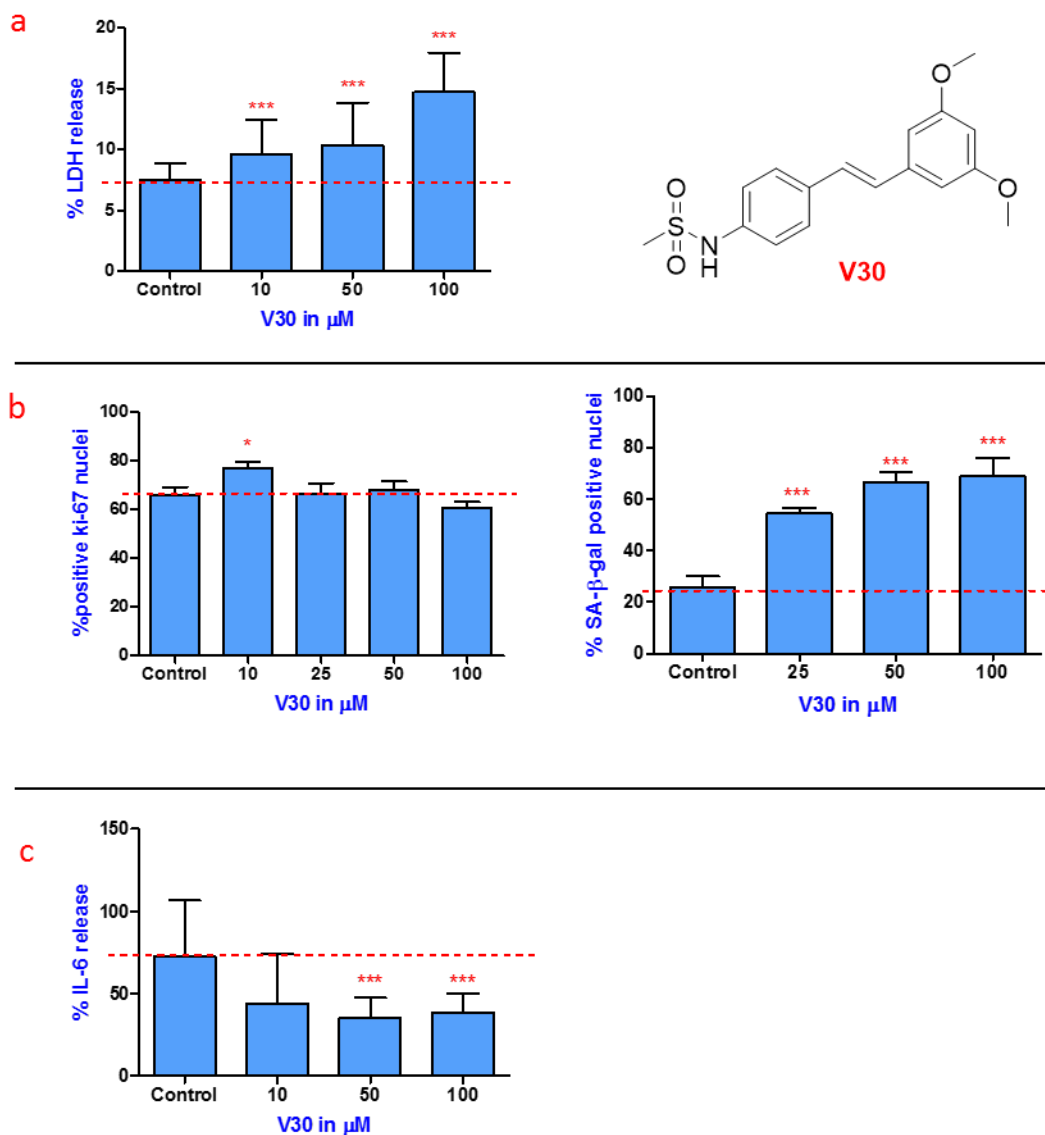 a
% LDH release
20
15
10
5
0
***
***
***
Control 10 50 100
V30 in μM
O
O
O
S
O
N
H
V30
b
%positive ki-67 nuclei
100
80
60
40
20
0
*
Control 10 25 50 100
V30 in μM
% SA-β-gal positive nuclei
100
80
60
40
20
0
***
***
***
Control 25 50 100
V30 in μM
c
% IL-6 release
150
100
50
0
***
***
Control 10 50 100
V30 in μM